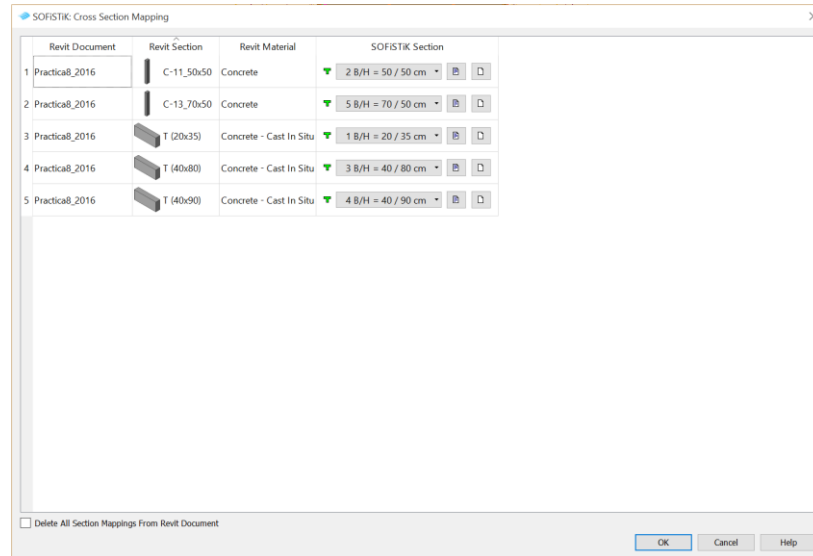 SOFiSTiK: Cross Section Mapping
Revit Document Revit Section Revit Material SOFiSTiK Section
1 Practica8_2016 C-11_50x50 Concrete 2 B/H = 50 / 50 cm
2 Practica8_2016 C-13_70x50 Concrete 5 B/H = 70 / 50 cm
3 Practica8_2016 T (20x35) Concrete - Cast In Situ 1 B/H = 20 / 35 cm
4 Practica8_2016 T (40x80) Concrete - Cast In Situ 3 B/H = 40 / 80 cm
5 Practica8_2016 T (40x90) Concrete - Cast In Situ 4 B/H = 40 / 90 cm
Delete All Section Mappings From Revit Document
OK Cancel Help